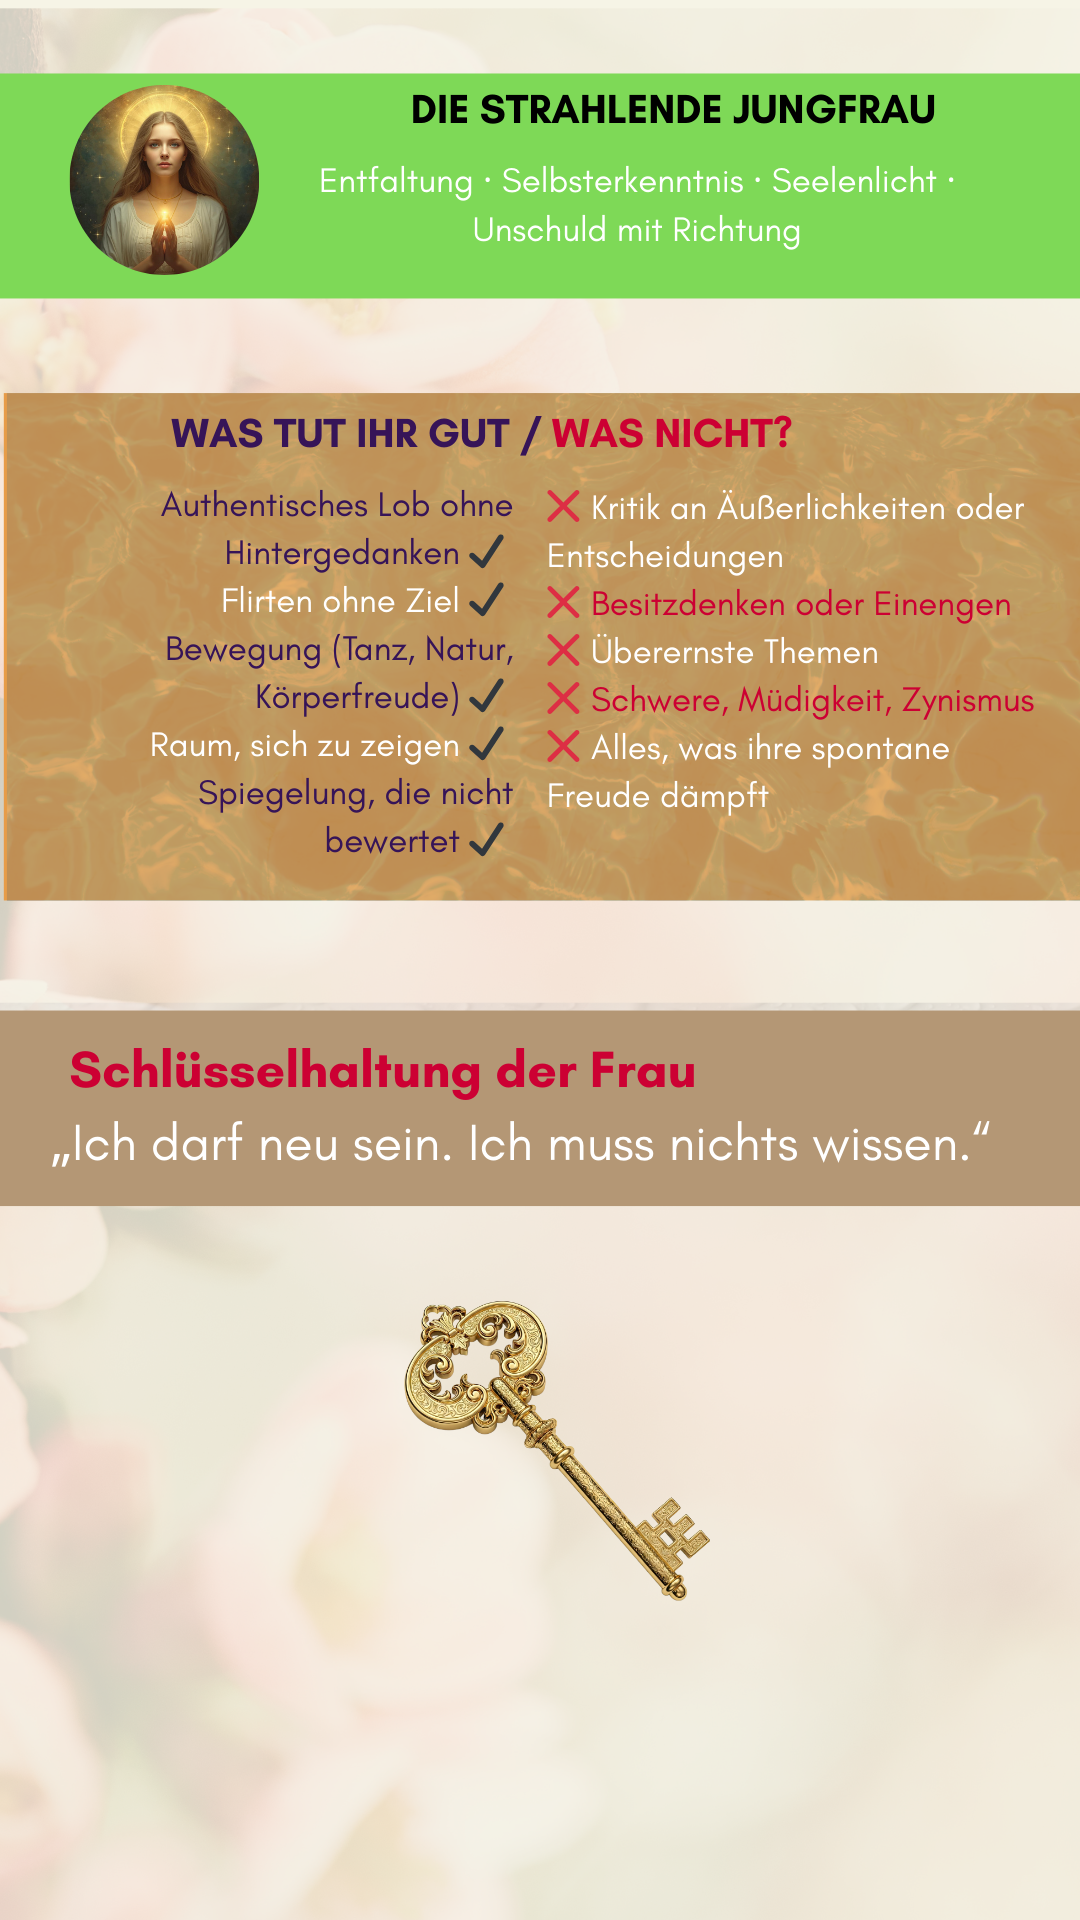 DIE STRAHLENDE JUNGFRAU
Entfaltung · Selbsterkenntnis · Seelenlicht ·
Unschuld mit Richtung
WAS TUT IHR GUT / WAS NICHT?
Authentisches Lob ohne
Hintergedanken ✔
Flirten ohne Ziel ✔
Bewegung (Tanz, Natur,
Körperfreude) ✔
Raum, sich zu zeigen ✔
Spiegelung, die nicht
bewertet ✔
❌ Kritik an Äußerlichkeiten oder
Entscheidungen
❌ Besitzdenken oder Einengen
❌ Überernste Themen
❌ Schwere, Müdigkeit, Zynismus
❌ Alles, was ihre spontane
Freude dämpft
Schlüsselhaltung der Frau
„Ich darf neu sein. Ich muss nichts wissen.“